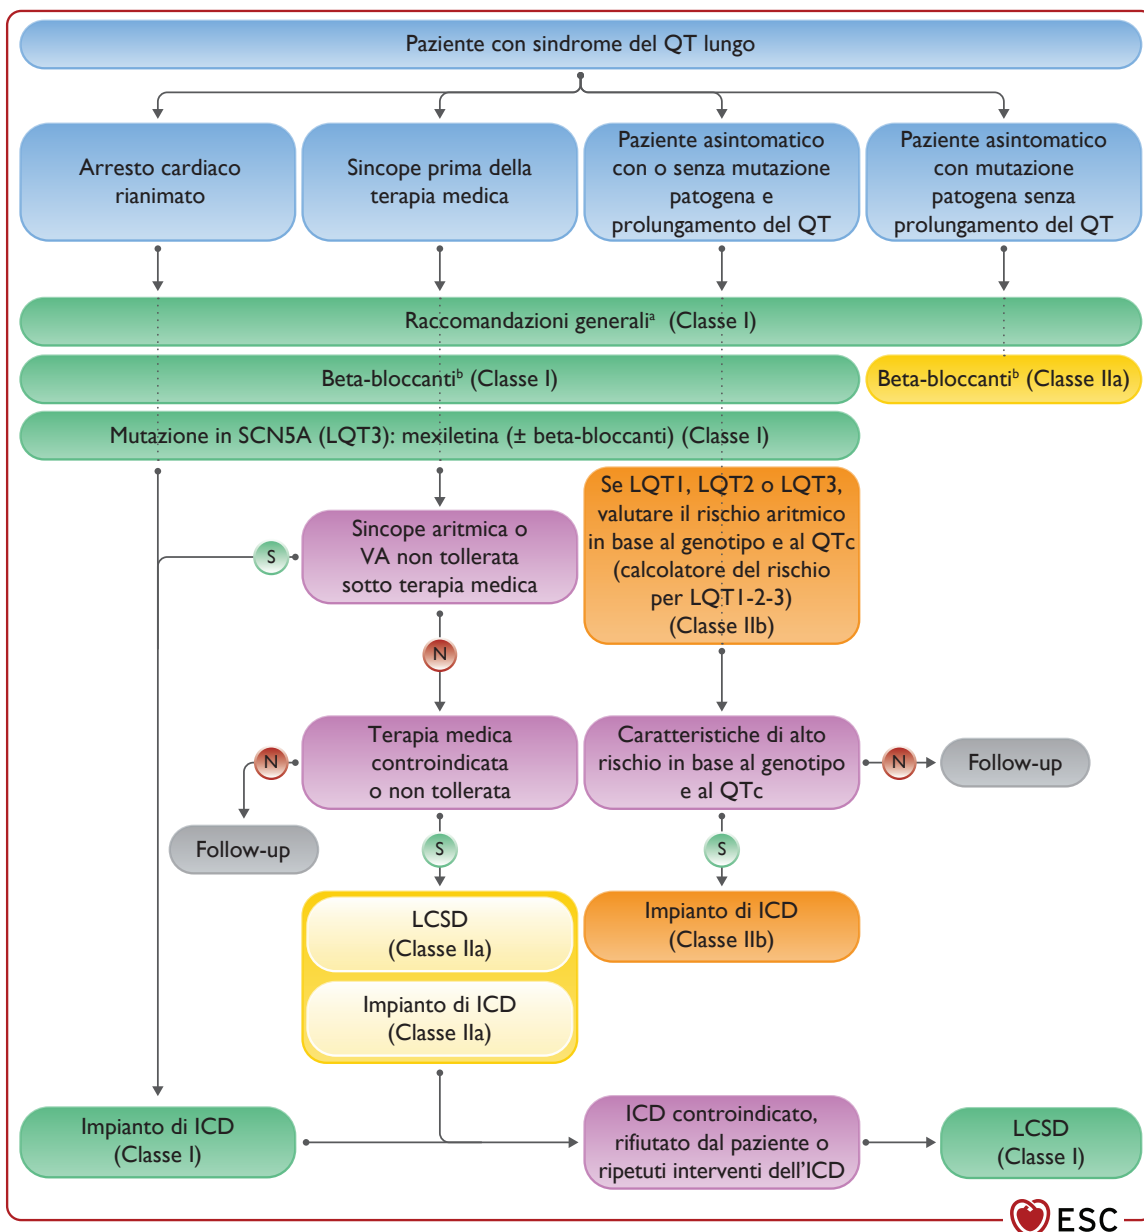 Paziente con sindrome del QT lungo
Arresto cardiaco
rianimato
Sincope prima della
terapia medica
Paziente asintomatico
con o senza mutazione
patogena e
prolungamento del QT
Paziente asintomatico
con mutazione
patogena senza
prolungamento del QT
Raccomandazioni generaliᵃ (Classe I)
Beta-bloccantiᵇ (Classe I)
Beta-bloccantiᵇ (Classe IIa)
Mutazione in SCN5A (LQT3): mexiletina (± beta-bloccanti) (Classe I)
S
Sincope aritmica o
VA non tollerata
sotto terapia medica
Se LQT1, LQT2 o LQT3,
valutare il rischio aritmico
in base al genotipo e al QTc
(calcolatore del rischio
per LQT1-2-3)
(Classe IIb)
N
N
Terapia medica
controindicata
o non tollerata
Caratteristiche di alto
rischio in base al genotipo
e al QTc
N
Follow-up
Follow-up
S
S
LCSD
(Classe IIa)
Impianto di ICD
(Classe IIa)
Impianto di ICD
(Classe IIb)
Impianto di ICD
(Classe I)
ICD controindicato,
rifiutato dal paziente o
ripetuti interventi dell'ICD
LCSD
(Classe I)
ESC